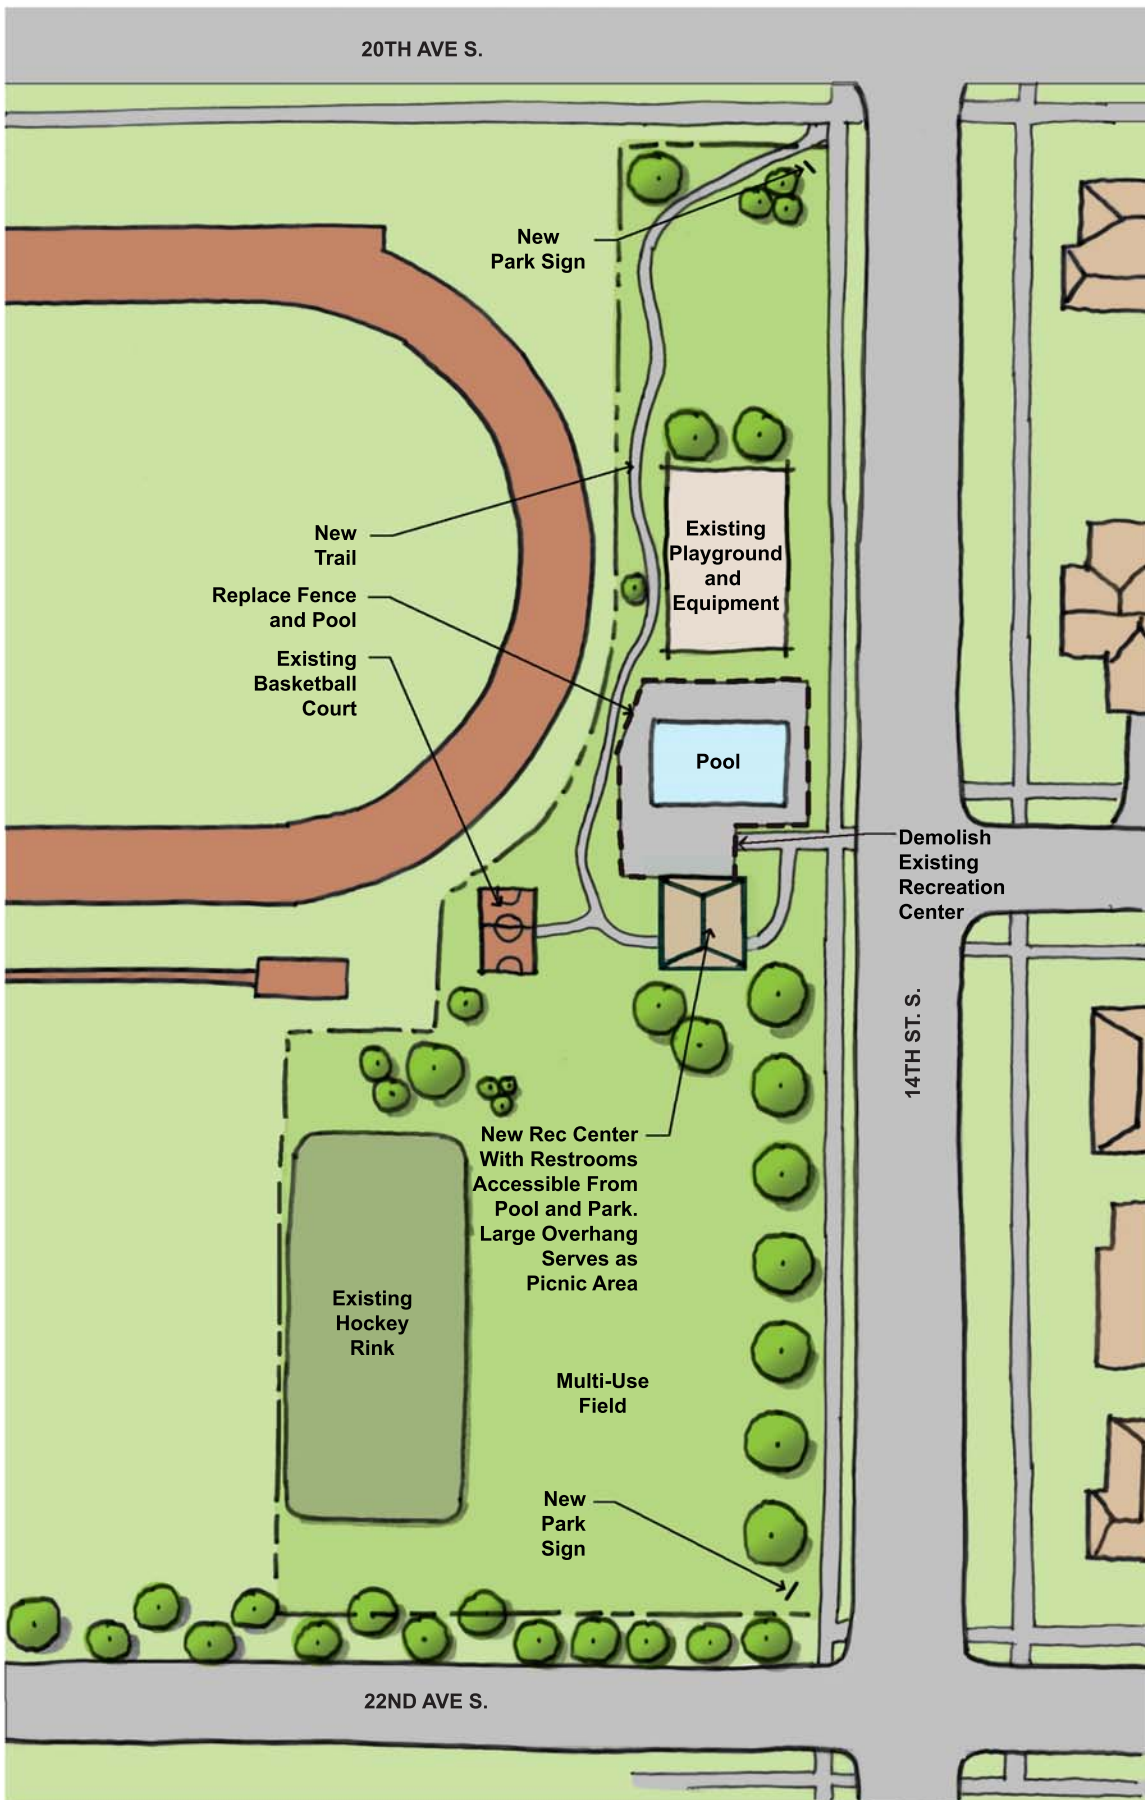 20TH AVE S.
New
Park Sign
New
Trail
Existing
Playground
and
Equipment
Replace Fence
and Pool
Existing
Basketball
Court
Pool
Demolish
Existing
Recreation
Center
14TH ST. S.
New Rec Center
With Restrooms
Accessible From
Pool and Park.
Large Overhang
Serves as
Picnic Area
Existing
Hockey
Rink
Multi-Use
Field
New
Park
Sign
22ND AVE S.